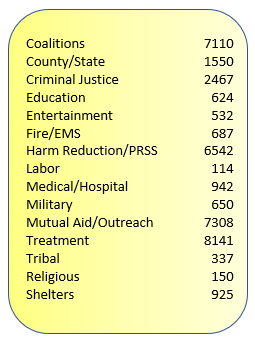 Coalitions 7110
County/State 1550
Criminal Justice 2467
Education 624
Entertainment 532
Fire/EMS 687
Harm Reduction/PRSS 6542
Labor 114
Medical/Hospital 942
Military 650
Mutual Aid/Outreach 7308
Treatment 8141
Tribal 337
Religious 150
Shelters 925